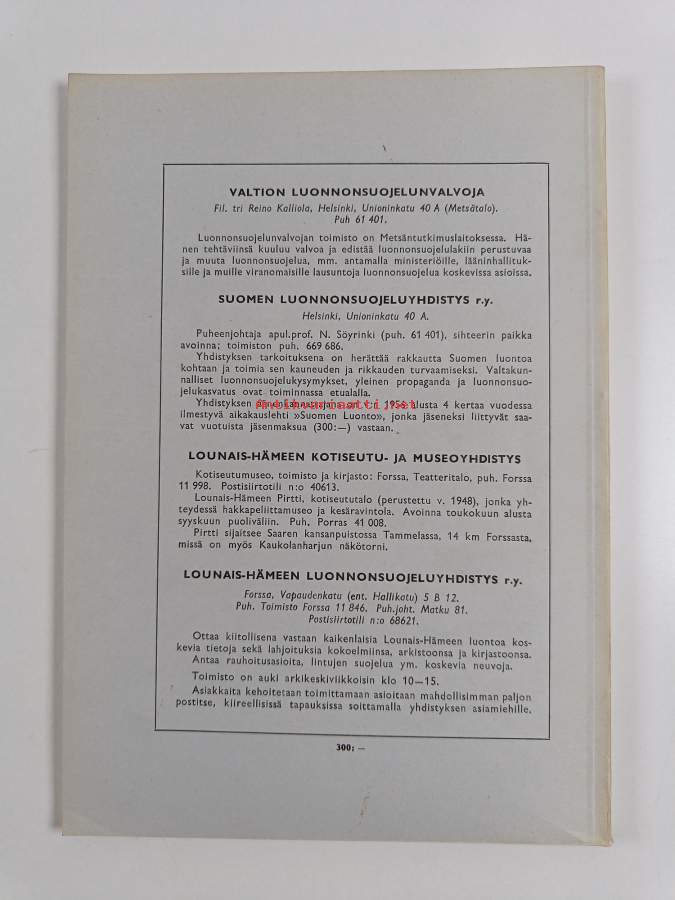 VALTION LUONNONSUOJELUNVALVOJA
Fil. tri Reino Kalliola, Helsinki, Unioninkatu 40 A (Metsätalo).
Puh 61 401.
Luonnonsuojelunvalvojan toimisto on Metsäntutkimuslaitoksessa. Hä-
nen tehtäviinsä kuuluu valvoa ja edistää luonnonsuojelulakiin perustuvaa
ja muuta luonnonsuojelua, mm. antamalla ministeriöille, lääninhallituk-
sille ja muille viranomaisille lausuntoja luonnonsuojelua koskevissa asioissa.
SUOMEN LUONNONSUOJELUYHDISTYS r.y.
Helsinki, Unioninkatu 40 A.
Puheenjohtaja apul.prof. N. Söyrinki (puh. 61 401), sihteerin paikka
avoinna; toimiston puh. 669 686.
Yhdistyksen tarkoituksena on herättää rakkautta Suomen luontoa
kohtaan ja toimia sen kauneuden ja rikkauden turvaamiseksi. Valtakun-
nalliset luonnonsuojelukysymykset, yleinen propaganda ja luonnonsuo-
jelukasvatus ovat toiminnassa etualalla.
Yhdistyksen äänenkannattajana on v:n 1956 alusta 4 kertaa vuodessa
Antikvariaatti.net
ilmestyvä aikakauslehti »Suomen Luonto», jonka jäseneksi liittyvät saa-
vat vuotuista jäsenmaksua (300:—) vastaan.
LOUNAIS-HÄMEEN KOTISEUTU- JA MUSEOYHDISTYS
Kotiseutumuseo, toimisto ja kirjasto: Forssa, Teatteritalo, puh. Forssa
11 998. Postisiirtotili n:o 40613.
Lounais-Hämeen Pirtti, kotiseututalo (perustettu v. 1948), jonka yh-
teydessä hakkapeliittamuseo ja kesäravintola. Avoinna toukokuun alusta
syyskuun puoliväliin. Puh. Porras 41 008.
Pirtti sijaitsee Saaren kansanpuistossa Tammelassa, 14 km Forssasta,
missä on myös Kaukolanharjun näkötorni.
LOUNAIS-HÄMEEN LUONNONSUOJELUYHDISTYS r.y.
Forssa, Vapaudenkatu (ent. Hallikatu) 5 B 12.
Puh. Toimisto Forssa 11 846. Puh.joht. Matku 81.
Postisiirtotili n:o 68621.
Ottaa kiitollisena vastaan kaikenlaisia Lounais-Hämeen luontoa kos-
kevia tietoja sekä lahjoituksia kokoelmiinsa, arkistoonsa ja kirjastoonsa.
Antaa rauhoitusasioita, lintujen suojelua ym. koskevia neuvoja.
Toimisto on auki arkikeskiviikkoisin klo 10—15.
Asiakkaita kehoitetaan toimittamaan asioitaan mahdollisimman paljon
postitse, kiireellisissä tapauksissa soittamalla yhdistyksen asiamiehille.
300: —